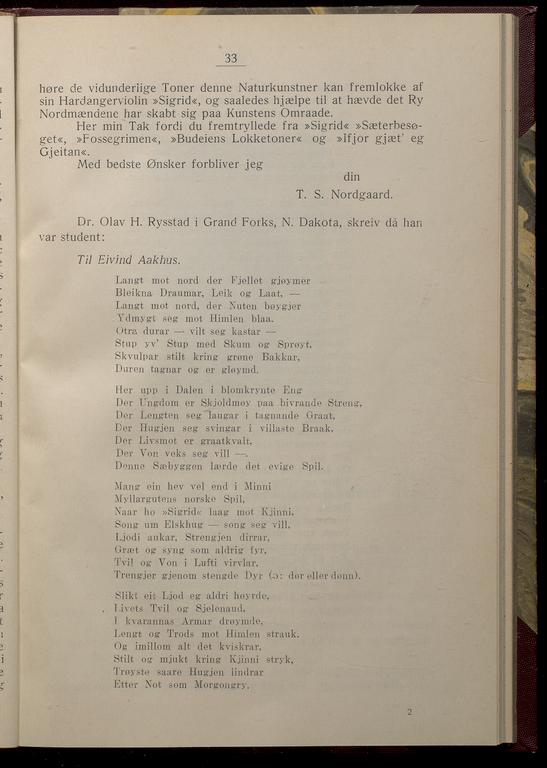 33
høre de vidunderlige Toner denne Naturkunstner kan fremlokke af
sin Hardangerviolin »Sigrid«, og saaledes hjælpe til at hævde det Ry
Nordmændene har skabt sig paa Kunstens Omraade.
Her min Tak fordi du fremtryllede fra »Sigrid« »Sæterbesø-
get«, »Fossegrimen«, »Budeiens Lokketoner« og »Ifjor gjæt' eg
Gjeitan«.
Med bedste Ønsker forbliver jeg
din
T. S. Nordgaard.
Dr. Olav H. Rysstad i Grand Forks, N. Dakota, skreiv då han
var student:
Til Eivind Aakhus.
Langt mot nord der Fjellet gjøymer
Bleikna Draumar, Leik og Laat, —
Langt mot nord, der Nuten bøygjer
Ydmygt seg mot Himlen blaa.
Otra durar — vilt seg kastar —
Stup yv' Stup med Skum og Sprøyt,
Skvulpar stilt kring grøne Bakkar,
Duren tagnar og er gløymd.
Her upp i Dalen i blomkrynte Eng
Der Ungdom er Skjoldmøy paa bivrande Streng,
Der Lengten seg laugar i tagnande Graat,
Der Hugjen seg svingar i villaste Braak,
Der Livsmot er graatkvalt,
Der Von veks seg vill —,
Denne Sæbyggen lærde det evige Spil.
Mang ein hev vel end i Minni
Myllargutens norske Spil,
Naar ho »Sigrid« laag mot Kjinni,
Song um Elskhug — song seg vill,
Ljodi aukar, Strengjen dirrar,
Græt og syng som aldrig fyr,
Tvil og Von i Lufti virvlar,
Trengjer gjenom stengde Dyr (ɔ: dør eller dønn).
Slikt eit Ljod eg aldri høyrde,
Livets Tvil og Sjelenaud,
I kvarannas Armar drøymde,
Lengt og Trods mot Himlen strauk.
Og imillom alt det kviskrar,
Stilt og mjukt kring Kjinni stryk,
Trøyste saare Hugjen lindrar
Etter Not som Morgongry.
2